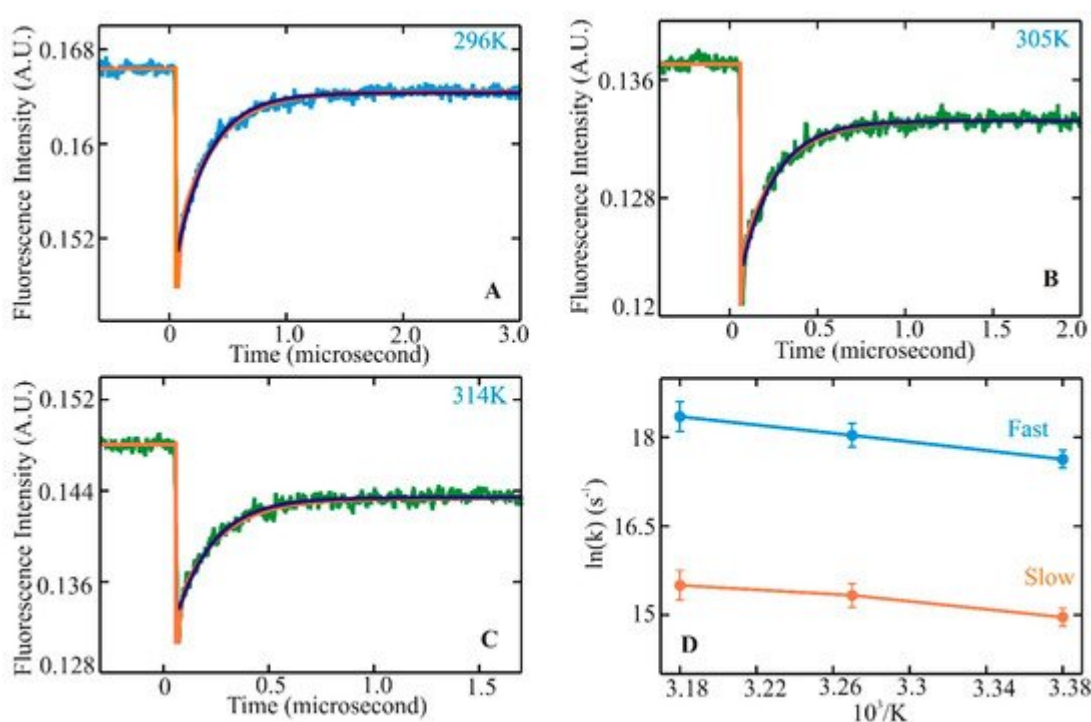 296K
Fluorescence Intensity (A.U.)
0.168
0.16
0.152
A
0 1.0 2.0 3.0
Time (microsecond)
305K
Fluorescence Intensity (A.U.)
0.136
0.128
0.12
B
0 0.5 1.0 1.5 2.0
Time (microsecond)
314K
Fluorescence Intensity (A.U.)
0.152
0.144
0.136
0.128
C
0 0.5 1.0 1.5
Time (microsecond)
ln(k) (s⁻¹)
18
16.5
15
Fast
Slow
D
3.18 3.22 3.26 3.3 3.34 3.38
10³/K